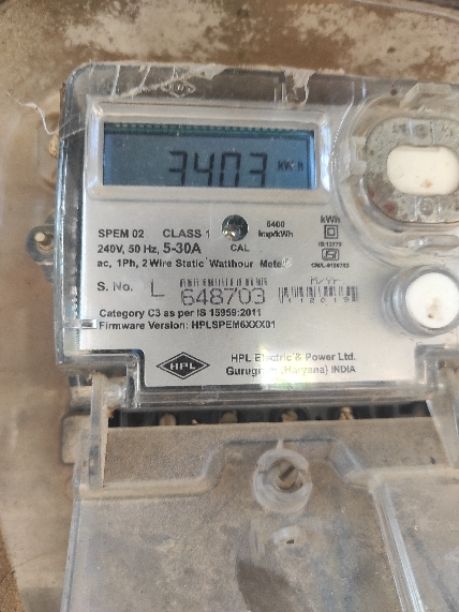 3403 kWh
SPEM 02 CLASS 1 6400
imp/kWh
kWh
240V, 50 Hz, 5-30A CAL
ac, 1Ph, 2 Wire Static Watthour Meter
S. No. L 648703
Category C3 as per IS 15959:2011
Firmware Version: HPLSPEM6XXX01
HPL
HPL Electric & Power Ltd.
Gurugram (Haryana) INDIA